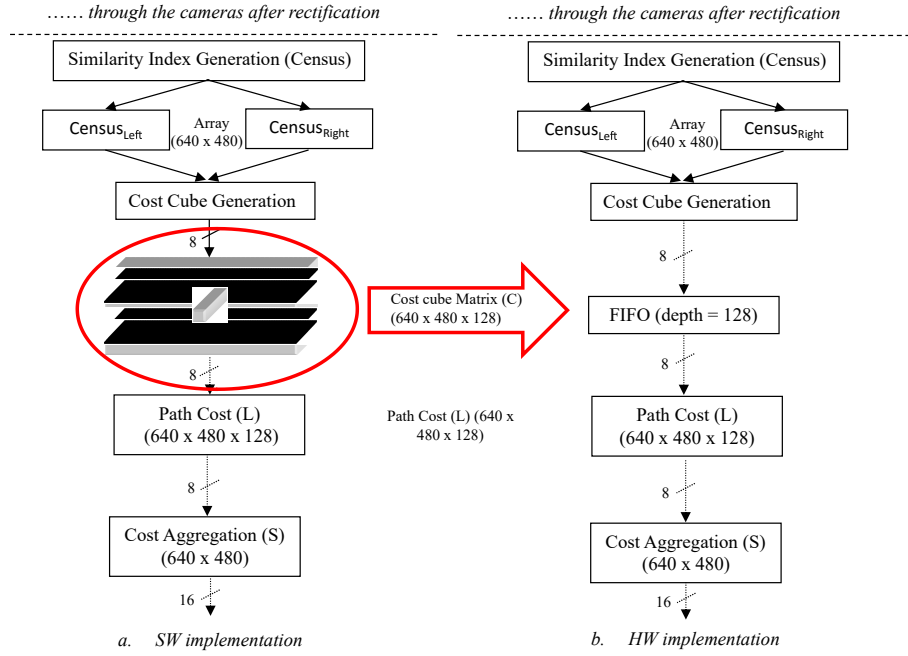 ...... through the cameras after rectification
Similarity Index Generation (Census)
CensusLeft
Array
(640 x 480)
CensusRight
Cost Cube Generation
8
8
Path Cost (L)
(640 x 480 x 128)
8
Cost Aggregation (S)
(640 x 480)
16
a. SW implementation
Cost cube Matrix (C)
(640 x 480 x 128)
Path Cost (L) (640 x
480 x 128)
...... through the cameras after rectification
Similarity Index Generation (Census)
CensusLeft
Array
(640 x 480)
CensusRight
Cost Cube Generation
8
FIFO (depth = 128)
8
Path Cost (L)
(640 x 480 x 128)
8
Cost Aggregation (S)
(640 x 480)
16
b. HW implementation